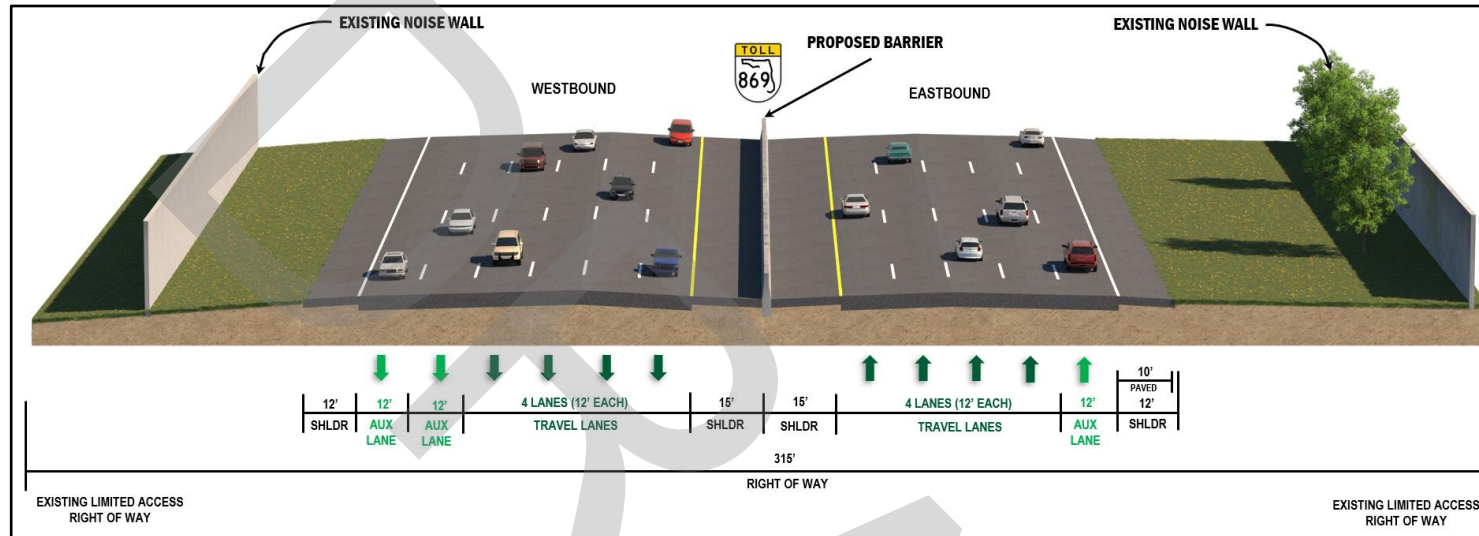 EXISTING NOISE WALL
TOLL
869
PROPOSED BARRIER
EXISTING NOISE WALL
WESTBOUND
EASTBOUND
12'
SHLDR
12'
AUX
LANE
12'
AUX
LANE
4 LANES (12' EACH)
TRAVEL LANES
15'
SHLDR
15'
SHLDR
4 LANES (12' EACH)
TRAVEL LANES
12'
AUX
LANE
10'
PAVED
12'
SHLDR
315'
RIGHT OF WAY
EXISTING LIMITED ACCESS
RIGHT OF WAY
EXISTING LIMITED ACCESS
RIGHT OF WAY